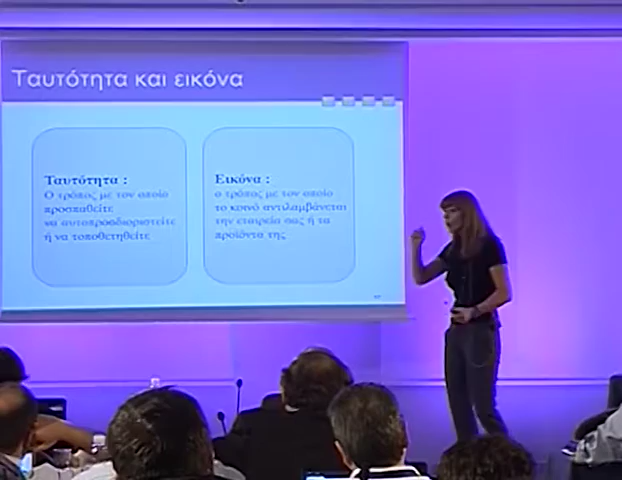 Ταυτότητα και εικόνα
Ταυτότητα :
Ο τρόπος με τον οποίο
προσπαθείτε
να αυτοπροσδιοριστείτε
ή να τοποθετηθείτε
Εικόνα :
ο τρόπος με τον οποίο
το κοινό αντιλαμβάνεται
την εταιρεία σας ή τα
προϊόντα της